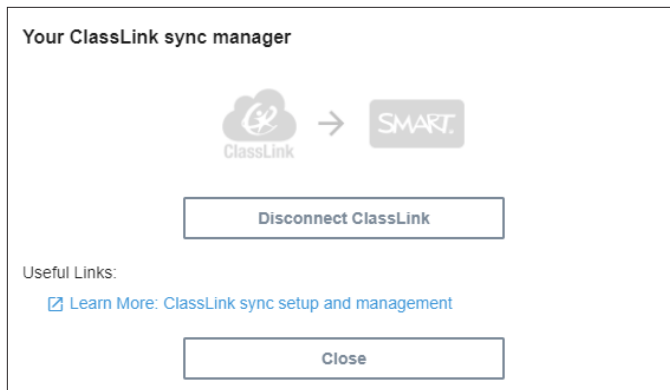 Your ClassLink sync manager
ClassLink
SMART.
Disconnect ClassLink
Useful Links:
Learn More: ClassLink sync setup and management
Close